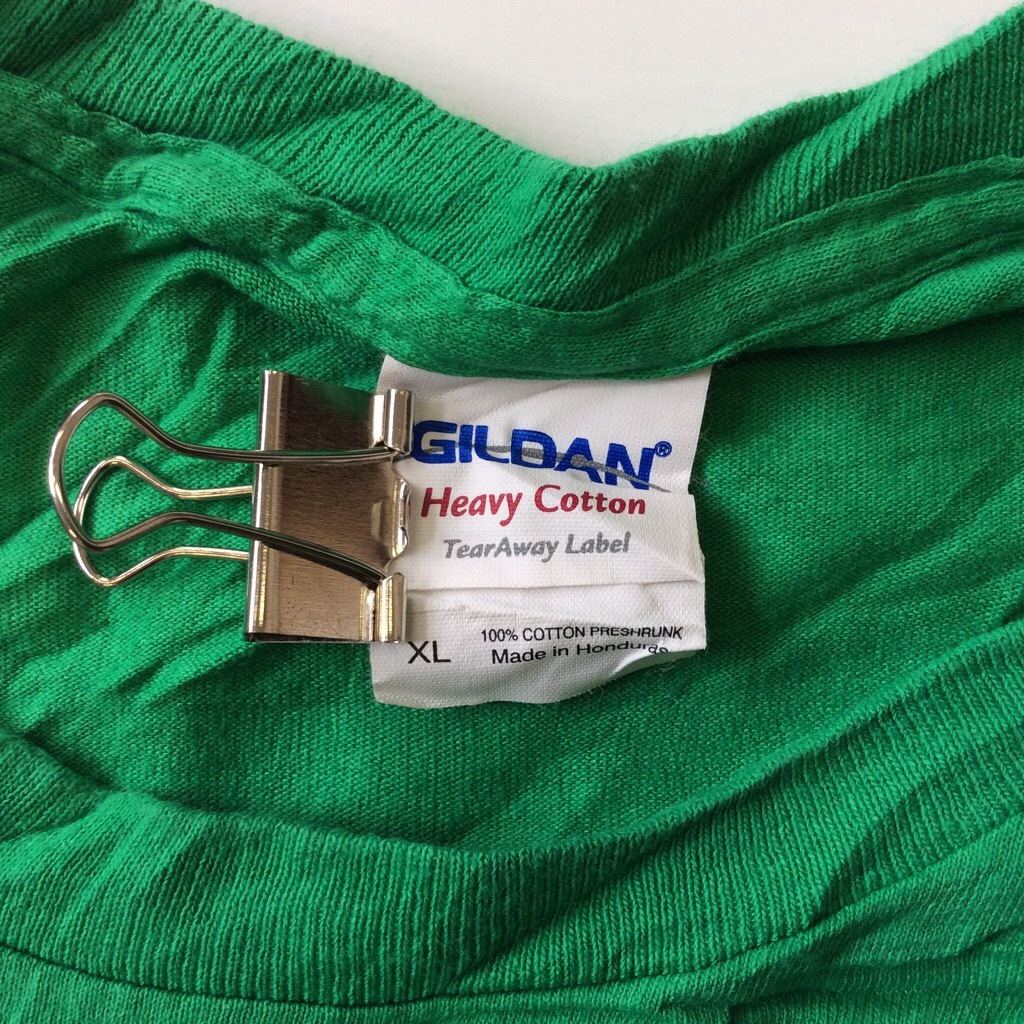 GILDAN®
Heavy Cotton
TearAway Label
XL
100% COTTON PRESHRUNK
Made in Honduras